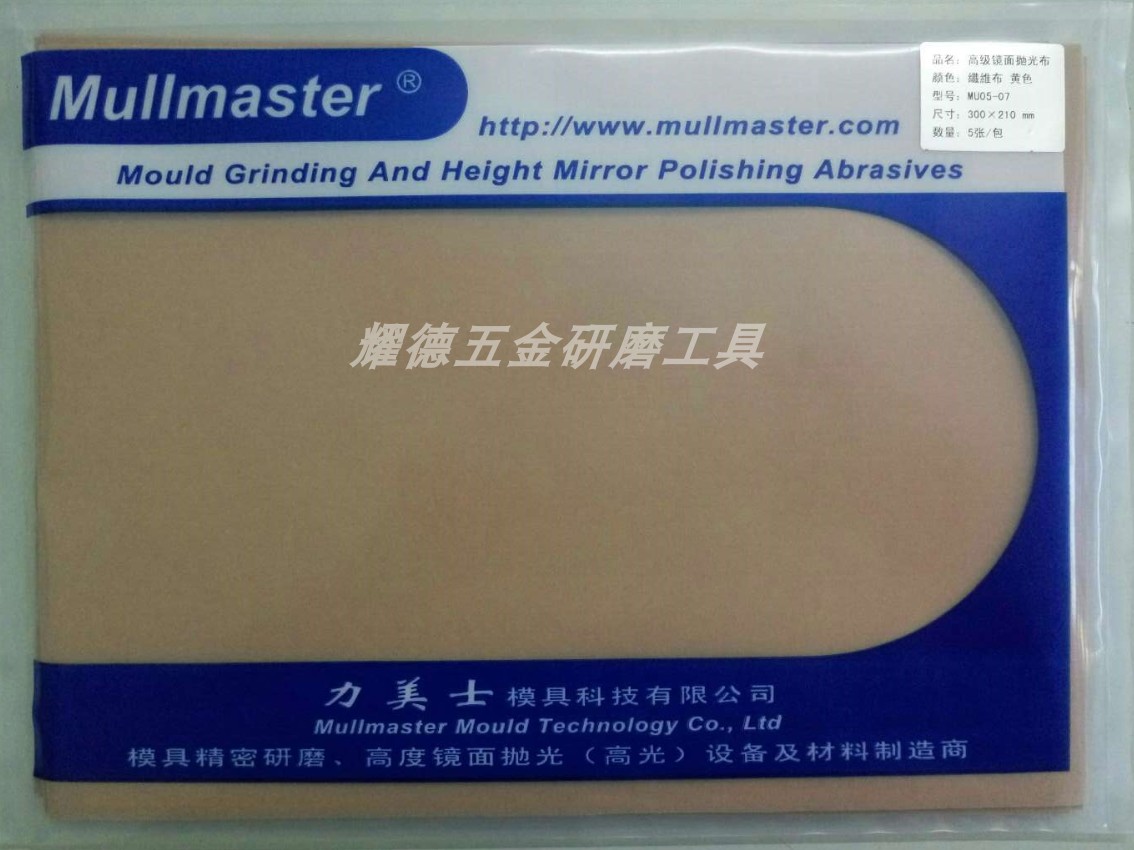 Mullmaster ®
http://www.mullmaster.com
品名：高级镜面抛光布
颜色：纖維布 黄色
型号：MU05-07
尺寸：300×210 mm
数量：5张/包
Mould Grinding And Height Mirror Polishing Abrasives
耀德五金研磨工具
力美士模具科技有限公司
Mullmaster Mould Technology Co., Ltd
模具精密研磨、高度镜面抛光（高光）设备及材料制造商